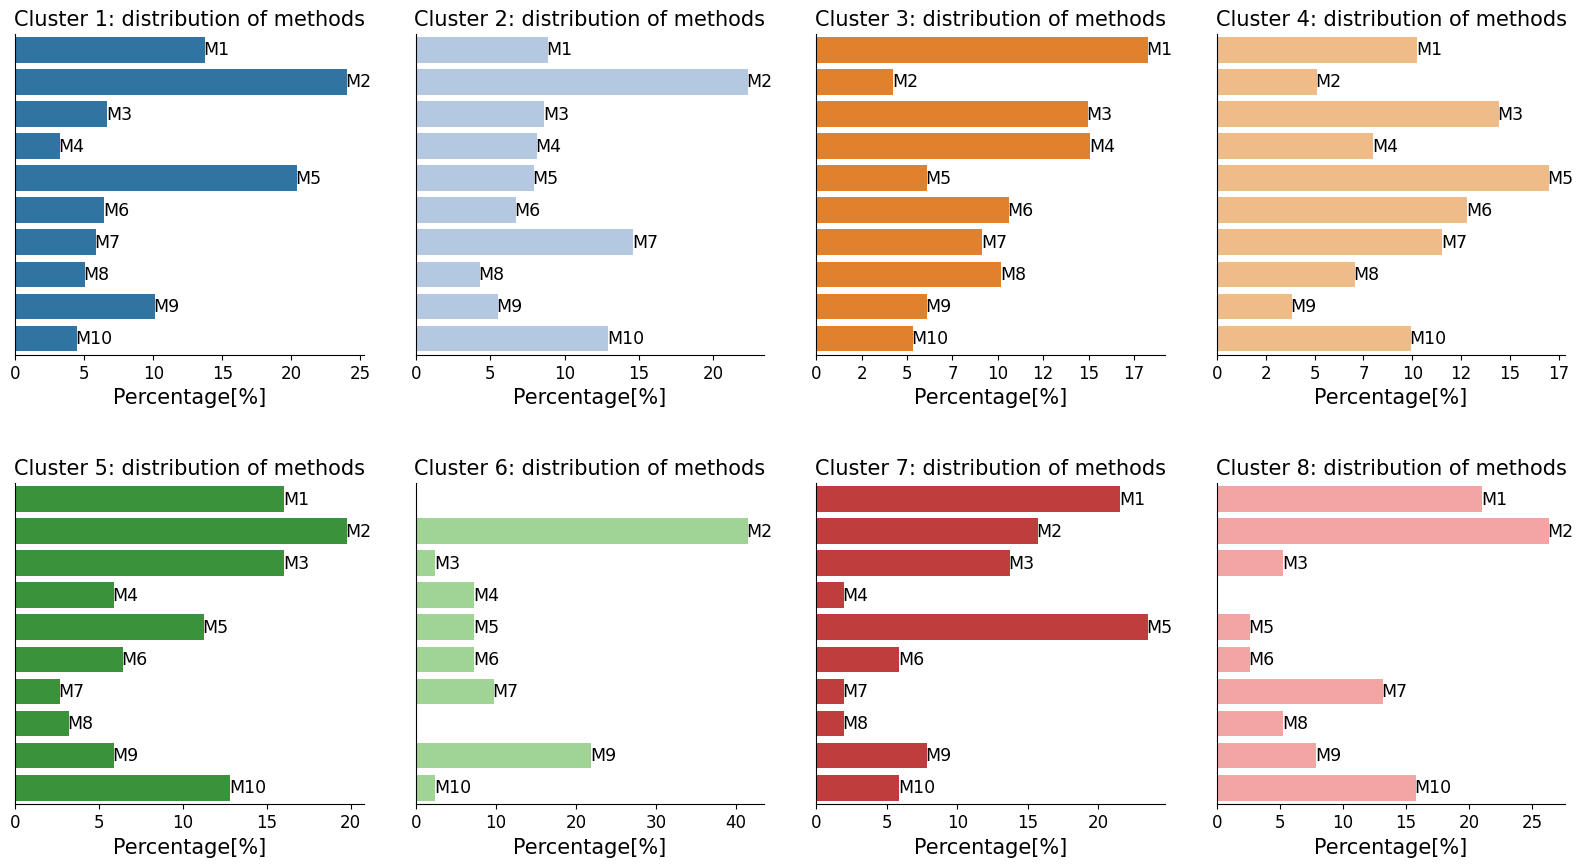 Cluster 1: distribution of methods
M1
M2
M3
M4
M5
M6
M7
M8
M9
M10
0 5 10 15 20 25
Percentage[%]
Cluster 2: distribution of methods
M1
M2
M3
M4
M5
M6
M7
M8
M9
M10
0 5 10 15 20
Percentage[%]
Cluster 3: distribution of methods
M1
M2
M3
M4
M5
M6
M7
M8
M9
M10
0 2 5 7 10 12 15 17
Percentage[%]
Cluster 4: distribution of methods
M1
M2
M3
M4
M5
M6
M7
M8
M9
M10
0 2 5 7 10 12 15 17
Percentage[%]
Cluster 5: distribution of methods
M1
M2
M3
M4
M5
M6
M7
M8
M9
M10
0 5 10 15 20
Percentage[%]
Cluster 6: distribution of methods
M2
M3
M4
M5
M6
M7
M9
M10
0 10 20 30 40
Percentage[%]
Cluster 7: distribution of methods
M1
M2
M3
M4
M5
M6
M7
M8
M9
M10
0 5 10 15 20
Percentage[%]
Cluster 8: distribution of methods
M1
M2
M3
M5
M6
M7
M8
M9
M10
0 5 10 15 20 25
Percentage[%]